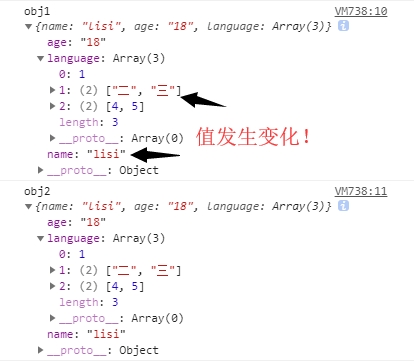 obj1 VM738:10
▼{name: "lisi", age: "18", language: Array(3)} i
age: "18"
▼language: Array(3)
0: 1
▶1: (2) ["二", "三"]
▶2: (2) [4, 5]
length: 3
▶__proto__: Array(0)
值发生变化！
name: "lisi"
▶__proto__: Object
obj2 VM738:11
▼{name: "lisi", age: "18", language: Array(3)} i
age: "18"
▼language: Array(3)
0: 1
▶1: (2) ["二", "三"]
▶2: (2) [4, 5]
length: 3
▶__proto__: Array(0)
name: "lisi"
▶__proto__: Object